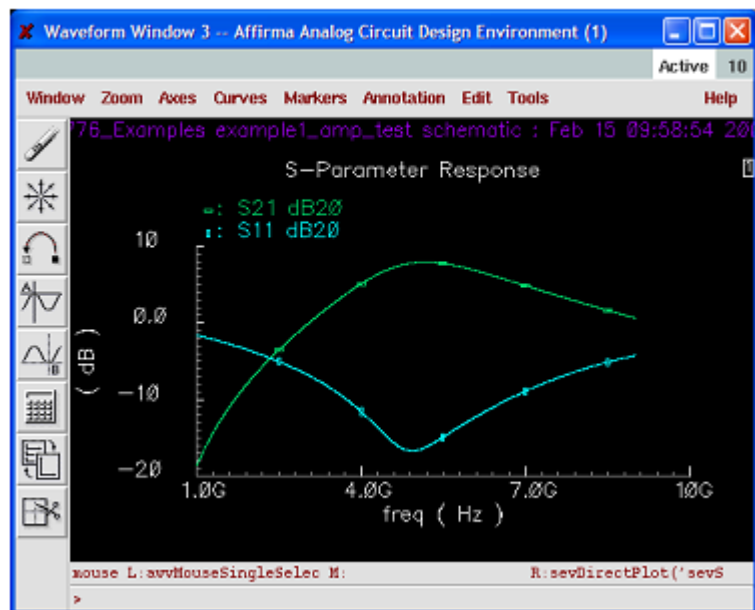 Waveform Window 3 -- Affirma Analog Circuit Design Environment (1)
Active 10
Window Zoom Axes Curves Markers Annotation Edit Tools Help
776_Examples example1_amp_test schematic : Feb 15 09:58:54 200
S-Parameter Response
1
: S21 dB20
: S11 dB20
10
0.0
-10
-20
( dB )
1.0G 4.0G 7.0G 10G
freq ( Hz )
mouse L:awvMouseSingleSelec M: R:sevDirectPlot('sevS
>